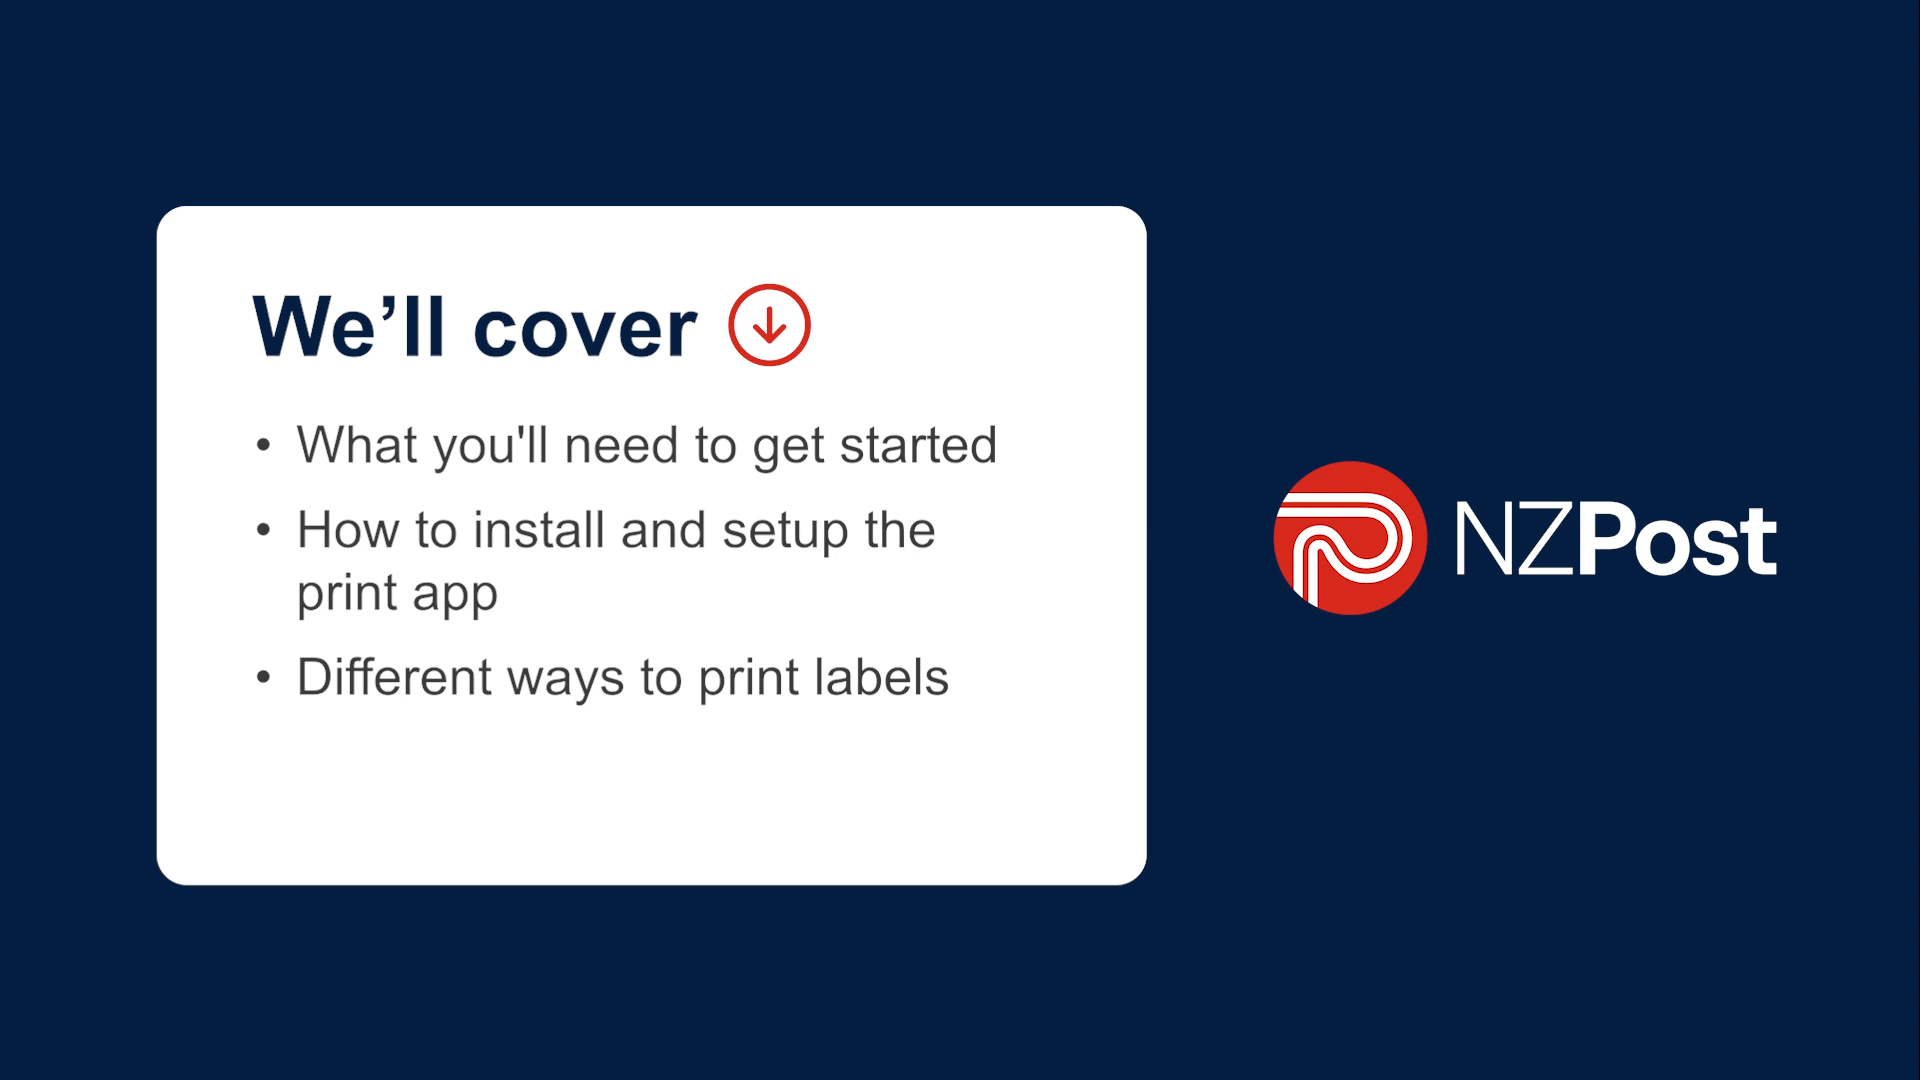 We’ll cover
• What you'll need to get started
• How to install and setup the
print app
• Different ways to print labels
NZPost